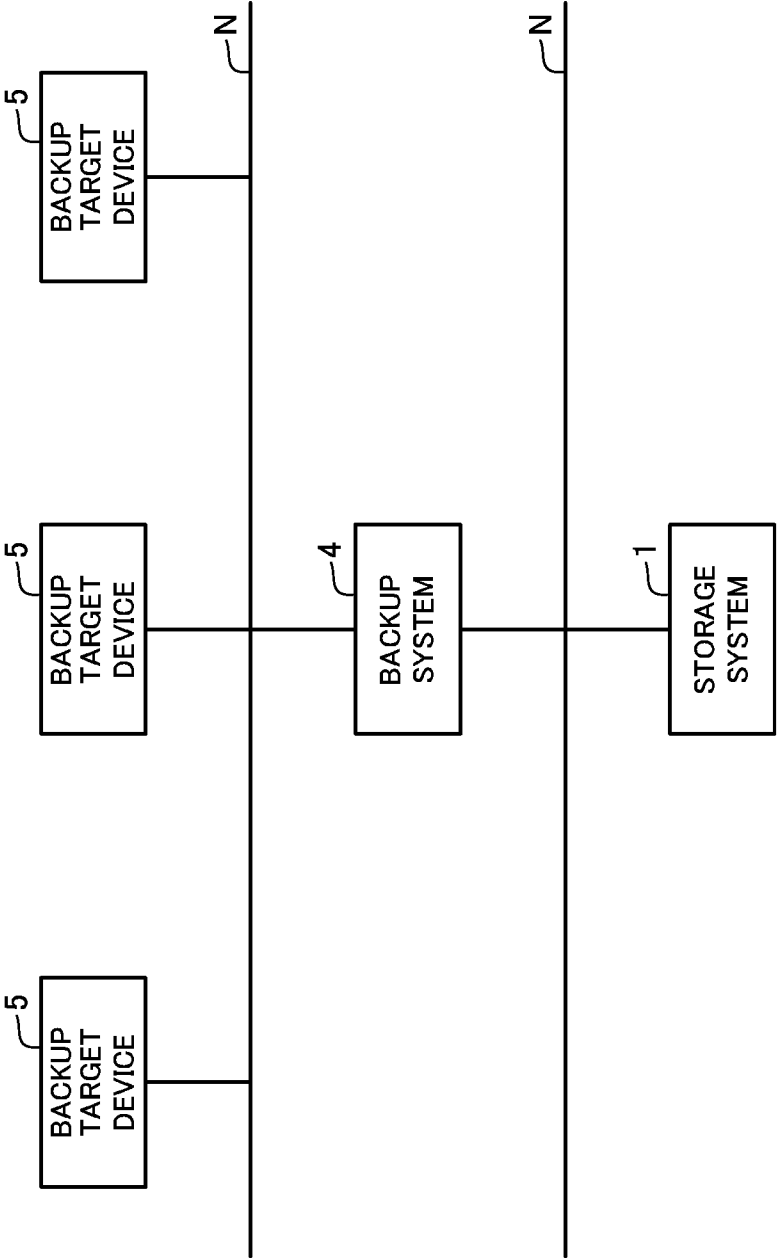 5
BACKUP
TARGET
DEVICE
5
BACKUP
TARGET
DEVICE
5
BACKUP
TARGET
DEVICE
N
4
BACKUP
SYSTEM
N
1
STORAGE
SYSTEM